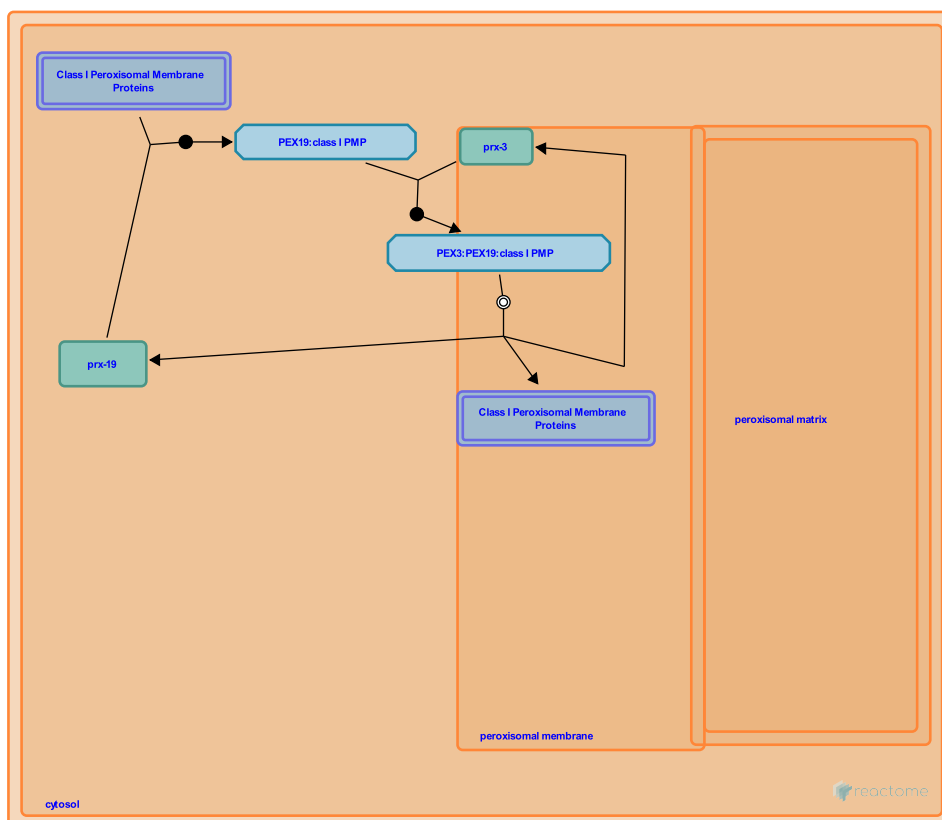 Class I Peroxisomal Membrane
Proteins
PEX19:class I PMP
prx-3
PEX3:PEX19:class I PMP
prx-19
Class I Peroxisomal Membrane
Proteins
peroxisomal matrix
peroxisomal membrane
reactome
cytosol